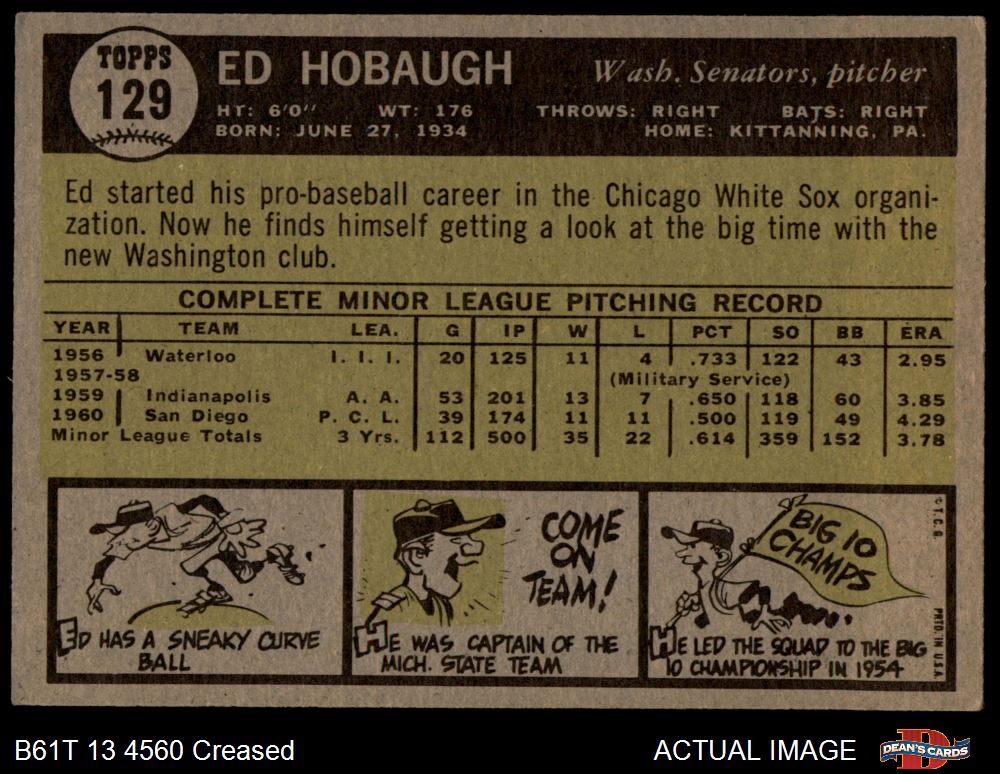 TOPPS
129
ED HOBAUGH
Wash. Senators, pitcher
HT: 6'0" WT: 176 THROWS: RIGHT BATS: RIGHT
BORN: JUNE 27, 1934 HOME: KITTANNING, PA.
Ed started his pro-baseball career in the Chicago White Sox organi-
zation. Now he finds himself getting a look at the big time with the
new Washington club.
COMPLETE MINOR LEAGUE PITCHING RECORD
YEAR TEAM LEA. G IP W L PCT SO BB ERA
1956 Waterloo I. I. I. 20 125 11 4 .733 122 43 2.95
1957-58 (Military Service)
1959 Indianapolis A. A. 53 201 13 7 .650 118 60 3.85
1960 San Diego P. C. L. 39 174 11 11 .500 119 49 4.29
Minor League Totals 3 Yrs. 112 500 35 22 .614 359 152 3.78
ED HAS A SNEAKY CURVE
BALL
COME
ON
TEAM!
HE WAS CAPTAIN OF THE
MICH. STATE TEAM
BIG 10
CHAMPS
HE LED THE SQUAD TO THE BIG
10 CHAMPIONSHIP IN 1954
© T. C. G.
PRTD. IN U.S.A.
B61T 13 4560 Creased
ACTUAL IMAGE
DEAN'S CARDS